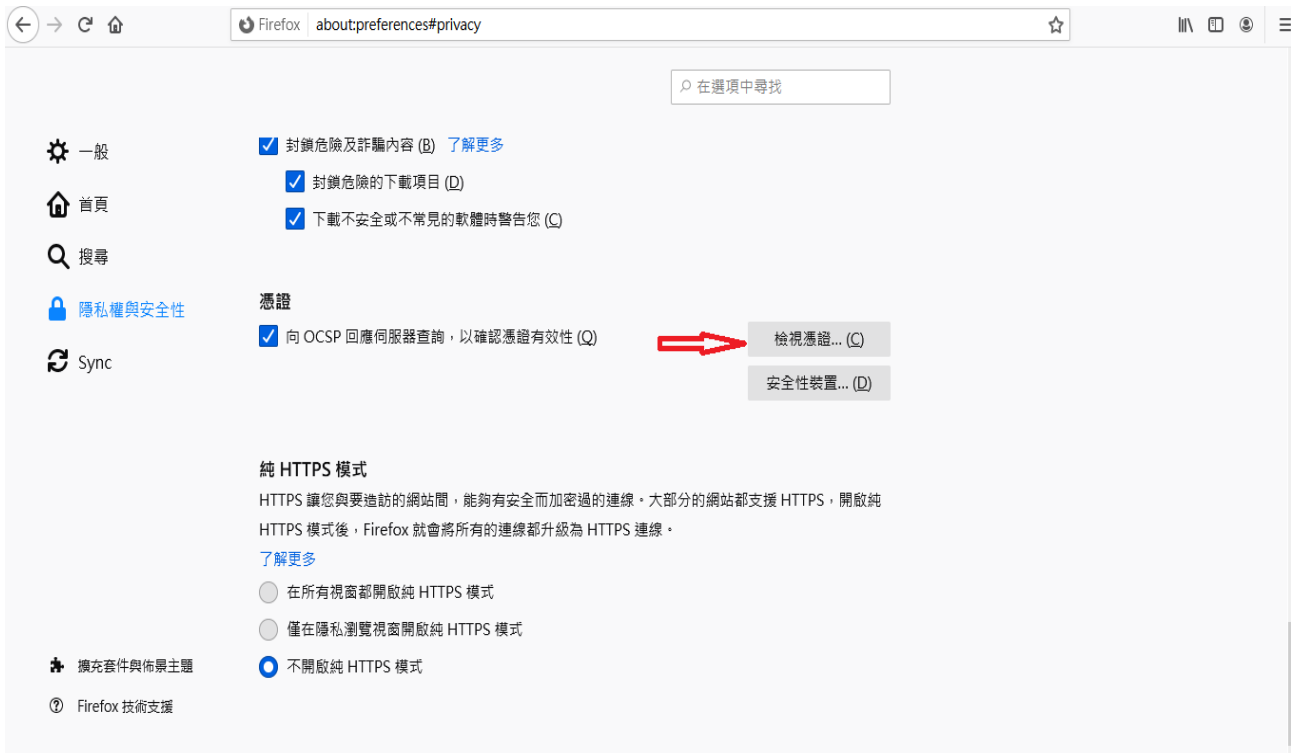 Firefox about:preferences#privacy
在選項中尋找
一般
首頁
搜尋
隱私權與安全性
Sync
封鎖危險及詐騙內容 (B) 了解更多
封鎖危險的下載項目 (D)
下載不安全或不常見的軟體時警告您 (C)
憑證
向 OCSP 回應伺服器查詢，以確認憑證有效性 (Q)
檢視憑證... (C)
安全性裝置... (D)
純 HTTPS 模式
HTTPS 讓您與要造訪的網站間，能夠有安全而加密過的連線。大部分的網站都支援 HTTPS，開啟純
HTTPS 模式後，Firefox 就會將所有的連線都升級為 HTTPS 連線。
了解更多
在所有視窗都開啟純 HTTPS 模式
僅在隱私瀏覽視窗開啟純 HTTPS 模式
不開啟純 HTTPS 模式
擴充套件與佈景主題
Firefox 技術支援